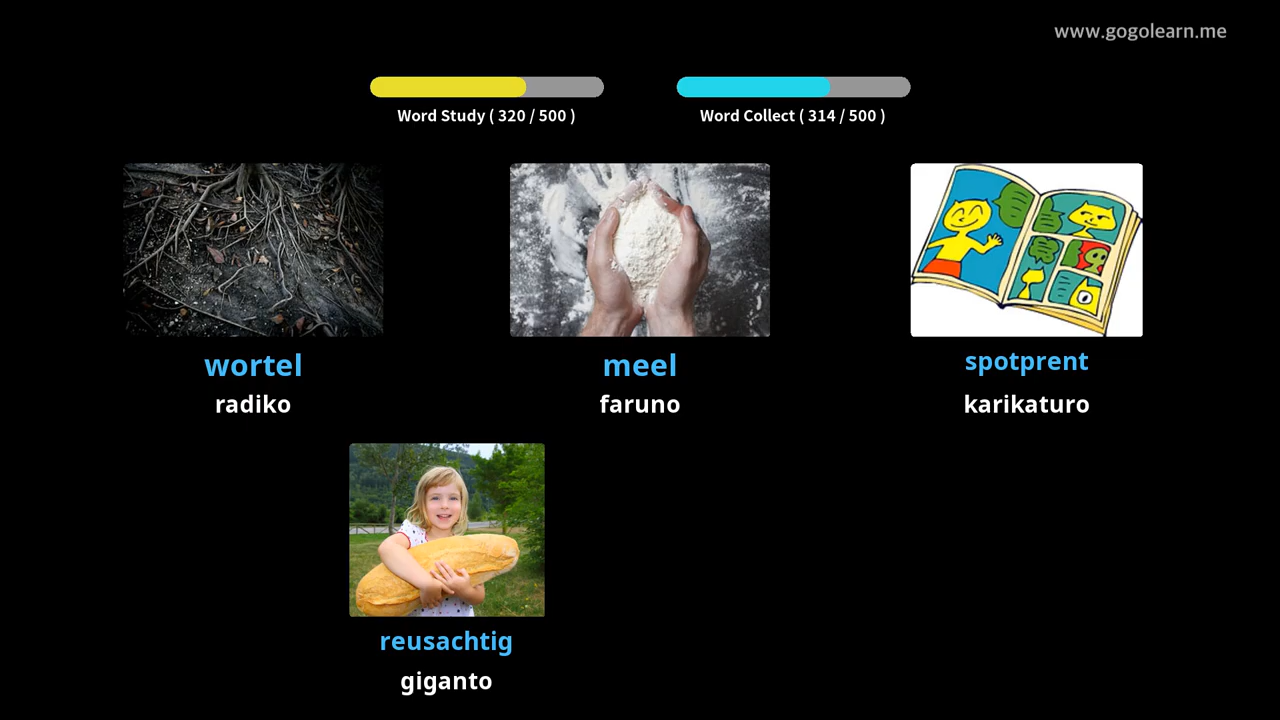 www.gogolearn.me
Word Study ( 320 / 500 )
Word Collect ( 314 / 500 )
wortel
radiko
meel
faruno
spotprent
karikaturo
reusachtig
giganto